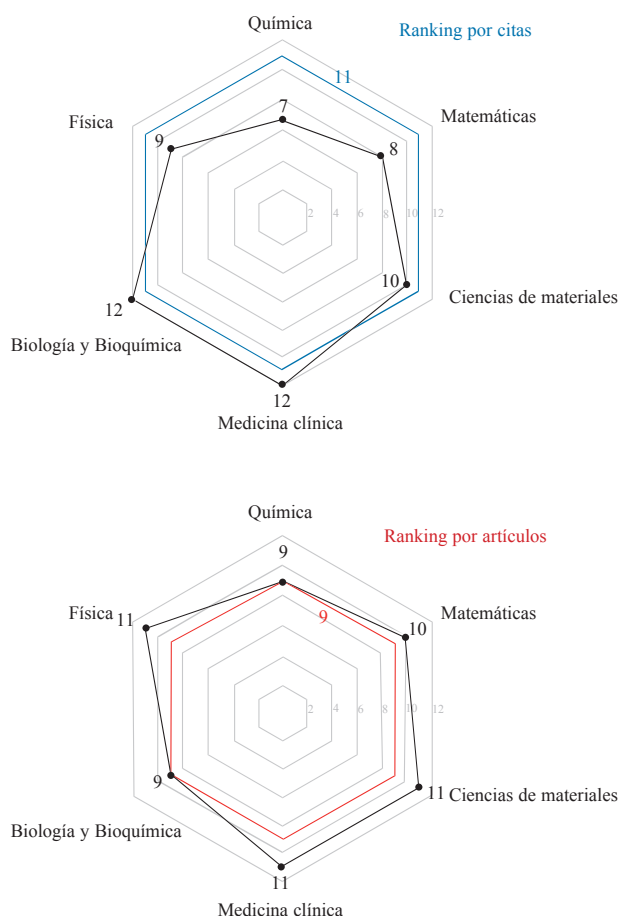 Química
Ranking por citas
11
7
Matemáticas
Física
9
8
2 4 6 8 10 12
10
Ciencias de materiales
12
Biología y Bioquímica
12
Medicina clínica
Química
Ranking por artículos
9
Física
11
9
Matemáticas
10
2 4 6 8 10 12
9
11
Ciencias de materiales
Biología y Bioquímica
11
Medicina clínica